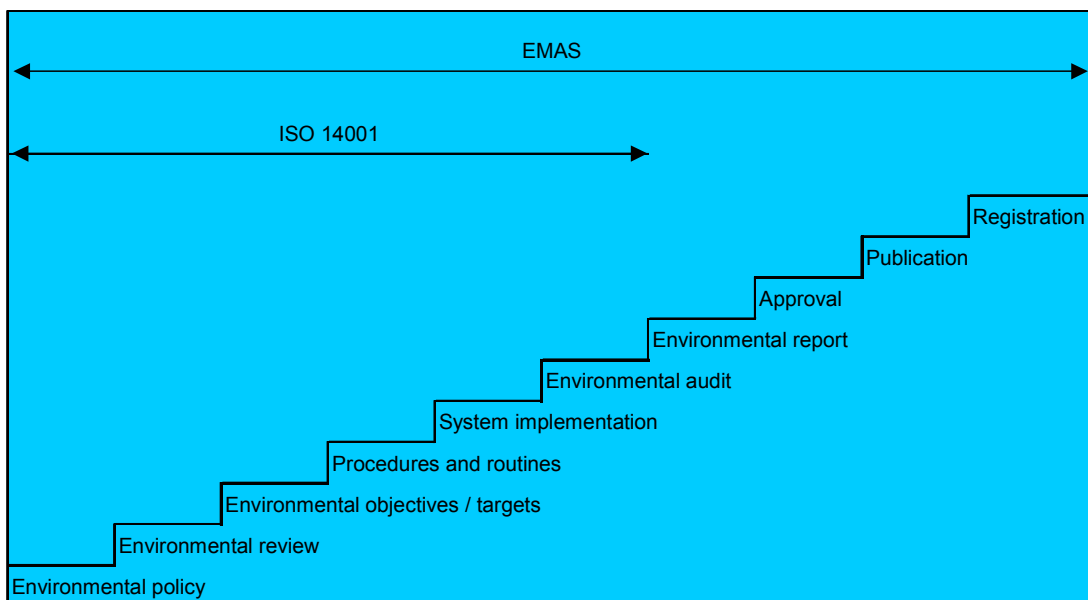 EMAS
ISO 14001
Registration
Publication
Approval
Environmental report
Environmental audit
System implementation
Procedures and routines
Environmental objectives / targets
Environmental review
Environmental policy